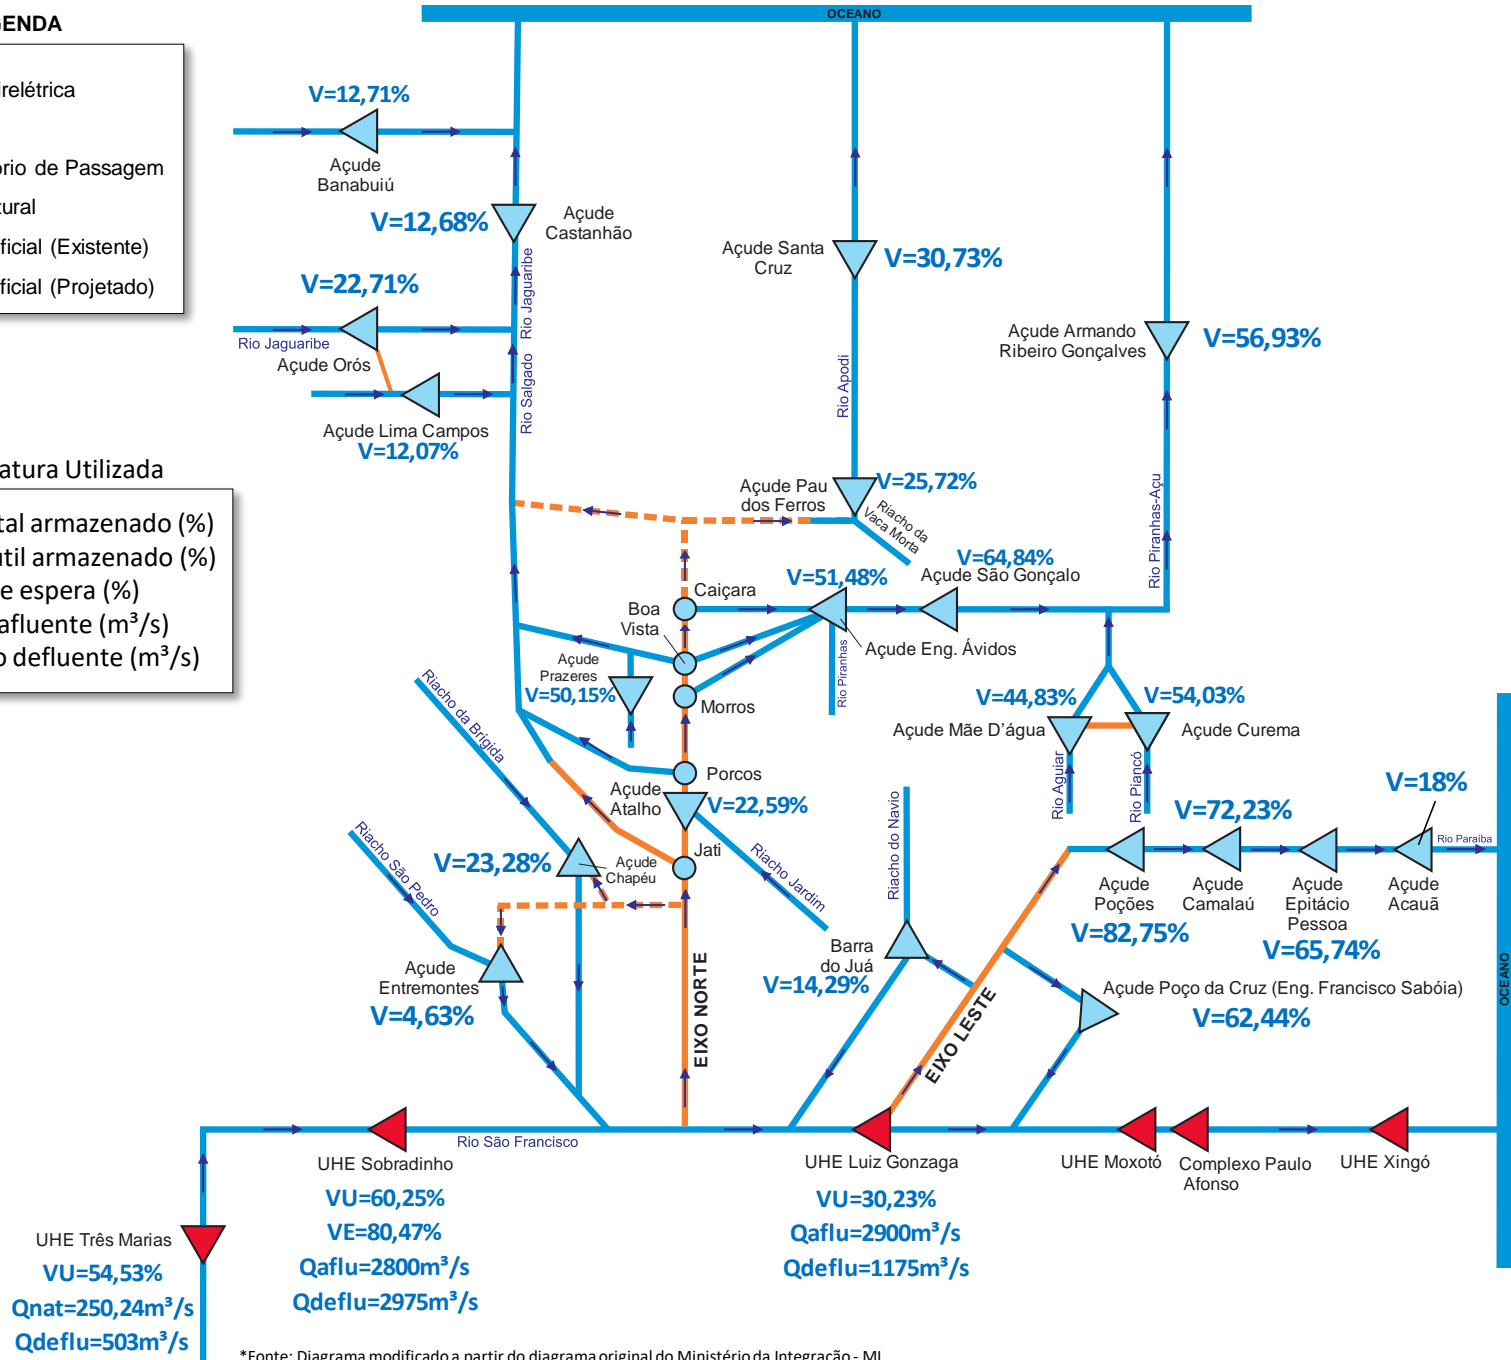 OCEANO
GENDA
V=12,71%
Açude
Banabuiú
ório de Passagem
tural
ficial (Existente)
ficial (Projetado)
V=12,68%
Açude
Castanhão
Rio Jaguaribe
V=22,71%
Rio Jaguaribe
Açude Orós
Rio Salgado
Açude Lima Campos
V=12,07%
Açude Santa
Cruz
V=30,73%
Rio Apodi
Açude Armando
Ribeiro Gonçalves
V=56,93%
Rio Piranhas-Açu
atura Utilizada
tal armazenado (%)
útil armazenado (%)
e espera (%)
afluente (m³/s)
o defluente (m³/s)
Açude Pau
dos Ferros
V=25,72%
Riacho da
Vaca Morta
V=64,84%
Açude São Gonçalo
V=51,48%
Caiçara
Boa
Vista
Açude Eng. Ávidos
Rio Piranhas
Açude
Prazeres
V=50,15%
Morros
Riacho da Brígida
V=44,83%
V=54,03%
Açude Mãe D'água
Açude Curema
Rio Aguiar
Rio Piancó
Porcos
Açude
Atalho
V=22,59%
V=18%
V=72,23%
Rio Paraíba
Riacho do Navio
Jati
Riacho Jardim
V=23,28%
Açude
Chapéu
Riacho São Pedro
Açude
Poções
Açude
Camalaú
Açude
Epitácio
Pessoa
Açude
Acauã
V=82,75%
V=65,74%
Barra
do Juá
V=14,29%
Açude
Entremontes
V=4,63%
EIXO NORTE
EIXO LESTE
Açude Poço da Cruz (Eng. Francisco Sabóia)
V=62,44%
OCEANO
Rio São Francisco
UHE Sobradinho
VU=60,25%
VE=80,47%
Qaflu=2800m³/s
Qdeflu=2975m³/s
UHE Luiz Gonzaga
VU=30,23%
Qaflu=2900m³/s
Qdeflu=1175m³/s
UHE Moxotó
Complexo Paulo
Afonso
UHE Xingó
UHE Três Marias
VU=54,53%
Qnat=250,24m³/s
Qdeflu=503m³/s
*Fonte: Diagrama modificado a partir do diagrama original do Ministério da Integração - MI